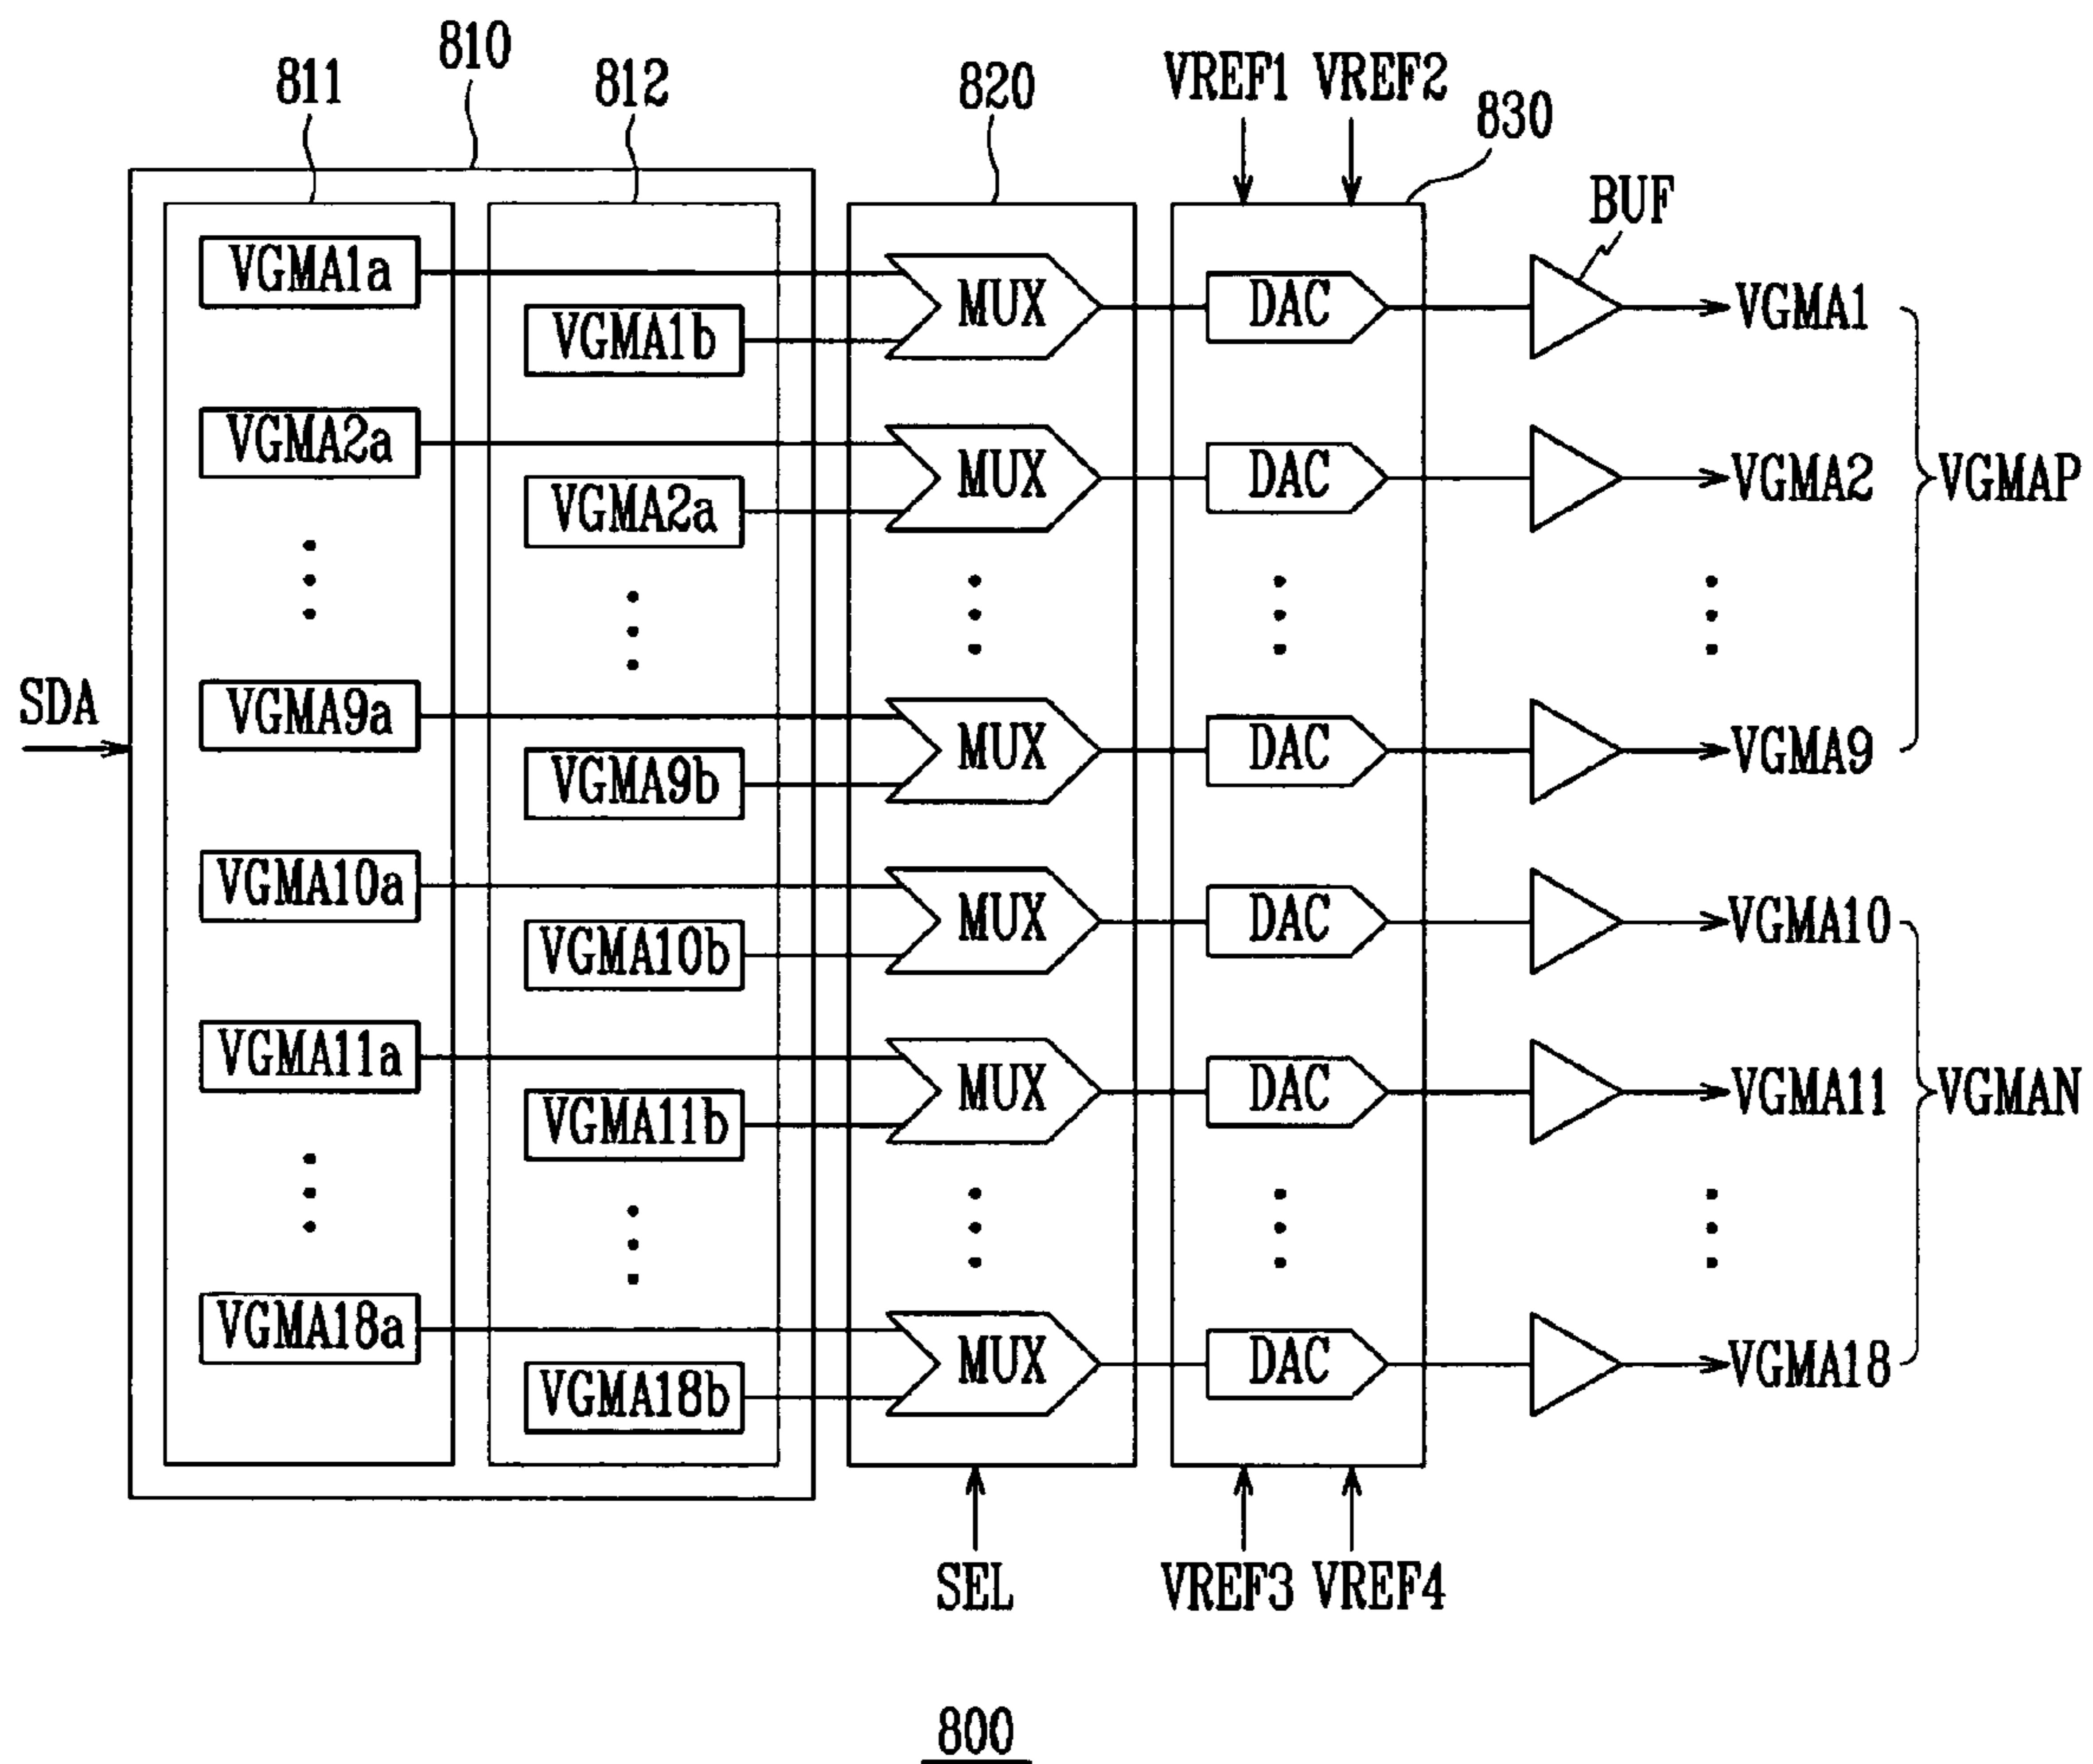 810
811
812
820
VREF1 VREF2
830
BUF
VGMA1a
MUX
DAC
VGMA1
VGMA1b
VGMA2a
MUX
DAC
VGMA2
VGMAP
VGMA2a
SDA
VGMA9a
MUX
DAC
VGMA9
VGMA9b
VGMA10a
MUX
DAC
VGMA10
VGMA10b
VGMA11a
MUX
DAC
VGMA11
VGMAN
VGMA11b
VGMA18a
MUX
DAC
VGMA18
VGMA18b
SEL
VREF3 VREF4
800